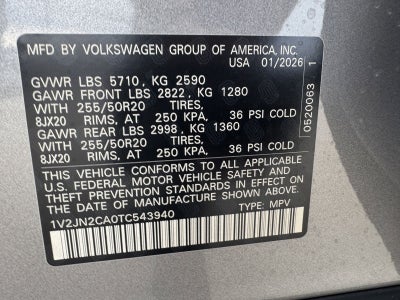 MFD BY VOLKSWAGEN GROUP OF AMERICA, INC.
USA 01/2026
GVWR LBS 5710, KG 2590
GAWR FRONT LBS 2822, KG 1280
WITH 255/50R20 TIRES,
8JX20 RIMS, AT 250 KPA, 36 PSI COLD
GAWR REAR LBS 2998, KG 1360
WITH 255/50R20 TIRES,
8JX20 RIMS, AT 250 KPA, 36 PSI COLD
THIS VEHICLE CONFORMS TO ALL APPLICABLE
U.S. FEDERAL MOTOR VEHICLE SAFETY AND
THEFT PREVENTION STANDARDS IN EFFECT ON
THE DATE OF MANUFACTURE SHOWN ABOVE.
1V2JN2CA0TC543940 TYPE: MPV
0520063 1